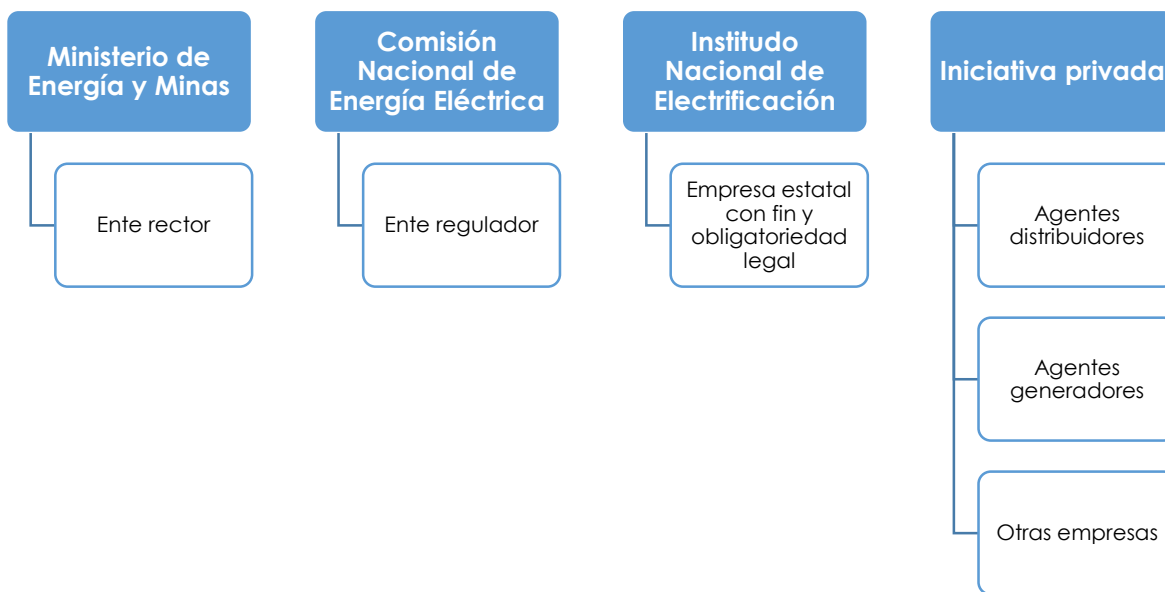 Ministerio de
Energía y Minas
Ente rector
Comisión
Nacional de
Energía Eléctrica
Ente regulador
Institudo
Nacional de
Electrificación
Empresa estatal
con fin y
obligatoriedad
legal
Iniciativa privada
Agentes
distribuidores
Agentes
generadores
Otras empresas